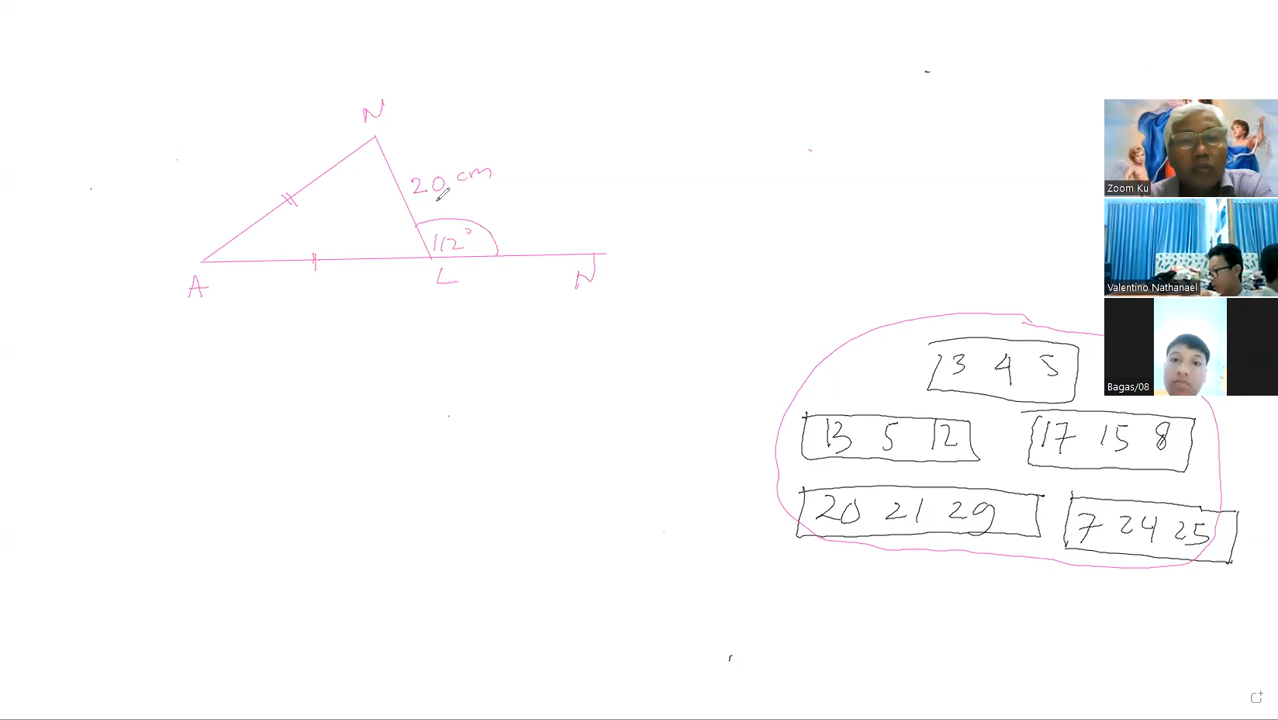 N
20 cm
112°
A
L
N
3 4 5
13 5 12
17 15 8
20 21 29
7 24 25
Zoom Ku
Valentino Nathanael
Bagas/08